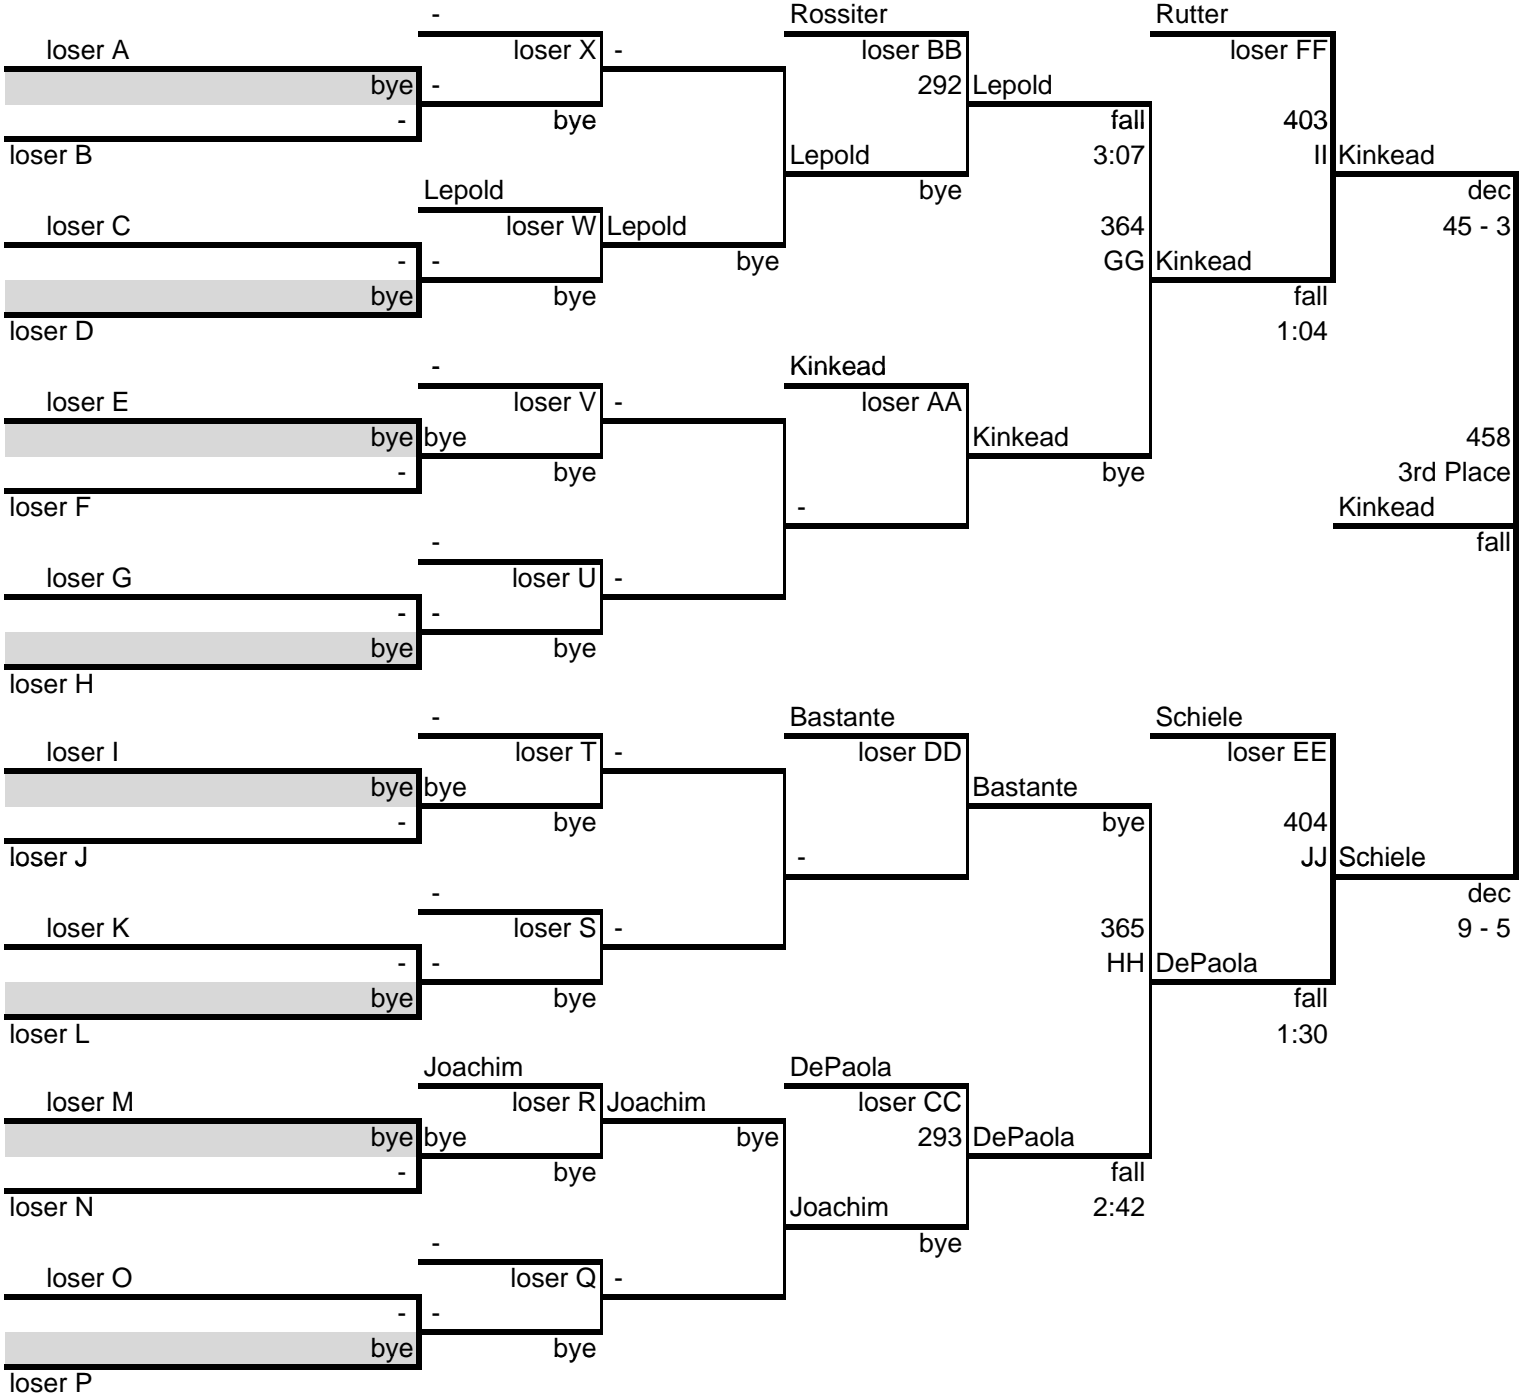 - Rossiter Rutter
loser A loser X - loser BB loser FF
bye - 292 Lepold
- bye fall 403
loser B Lepold 3:07 II Kinkead
Lepold bye dec
loser C loser W Lepold 364 45 - 3
- - bye GG Kinkead
bye bye fall
loser D 1:04
- Kinkead
loser E loser V - loser AA
bye bye Kinkead 458
- bye bye 3rd Place
loser F - Kinkead
- fall
loser G loser U -
- -
bye bye
loser H
- Bastante Schiele
loser I loser T - loser DD loser EE
bye bye Bastante
- bye bye 404
loser J - JJ Schiele
- dec
loser K loser S - 365 9 - 5
- - HH DePaola
bye bye fall
loser L 1:30
Joachim DePaola
loser M loser R Joachim loser CC
bye bye bye 293 DePaola
- bye fall
loser N Joachim 2:42
- bye
loser O loser Q -
- -
bye bye
loser P